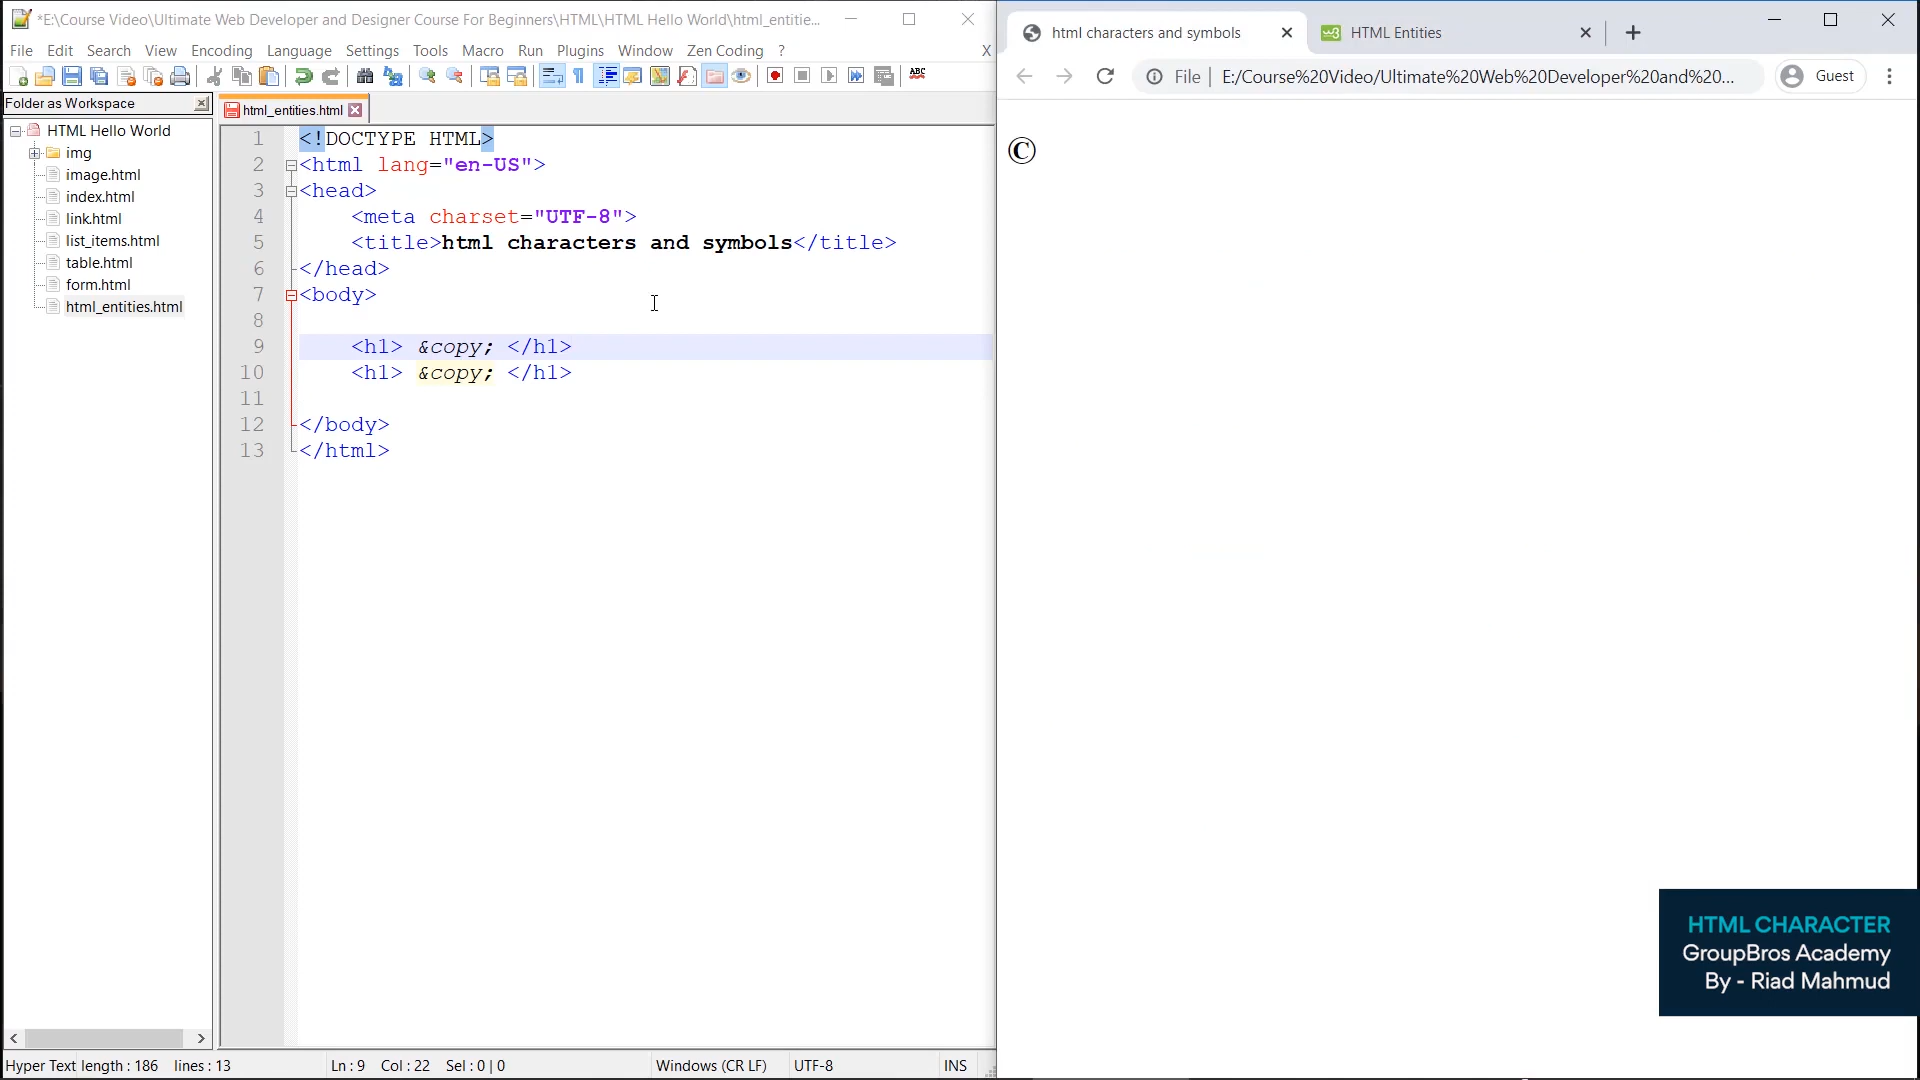 *E:\Course Video\Ultimate Web Developer and Designer Course For Beginners\HTML\HTML Hello World\html_entitie...
File Edit Search View Encoding Language Settings Tools Macro Run Plugins Window Zen Coding ? X
ABC
Folder as Workspace
HTML Hello World
img
image.html
index.html
link.html
list_items.html
table.html
form.html
html_entities.html
html_entities.html
1 <!DOCTYPE HTML>
2 <html lang="en-US">
3 <head>
4 <meta charset="UTF-8">
5 <title>html characters and symbols</title>
6 </head>
7 <body>
8
9 <h1> &copy; </h1>
10 <h1> &copy; </h1>
11
12 </body>
13 </html>
Hyper Text length : 186 lines : 13 Ln : 9 Col : 22 Sel : 0 | 0 Windows (CR LF) UTF-8 INS
html characters and symbols
w3 HTML Entities
File E:/Course%20Video/Ultimate%20Web%20Developer%20and%20... Guest
©
HTML CHARACTER
GroupBros Academy
By - Riad Mahmud